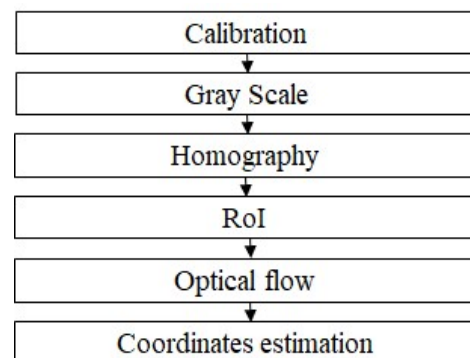 Calibration
Gray Scale
Homography
RoI
Optical flow
Coordinates estimation